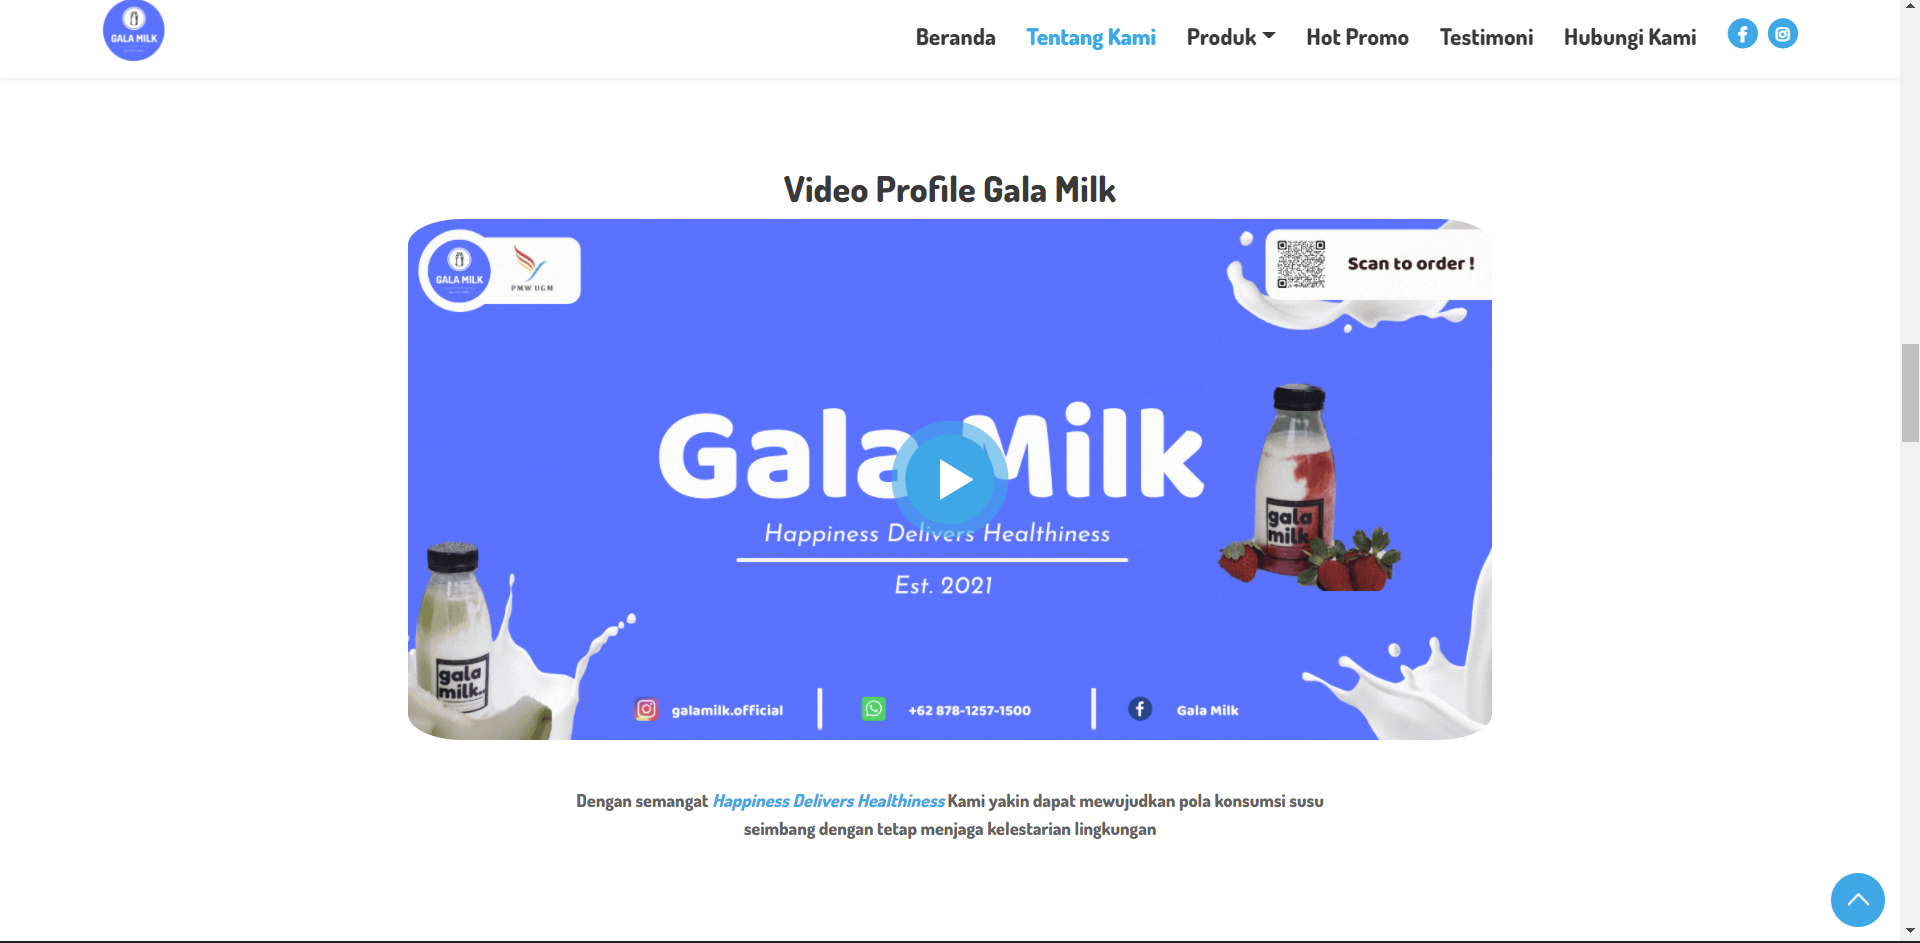 GALA MILK
Beranda
Tentang Kami
Produk
Hot Promo
Testimoni
Hubungi Kami
Video Profile Gala Milk
GALA MILK
PMW UGM
Scan to order !
Gala Milk
Happiness Delivers Healthiness
Est. 2021
gala
milk
gala
milk.
galamilk.official
+62 878-1257-1500
Gala Milk
Dengan semangat Happiness Delivers Healthiness Kami yakin dapat mewujudkan pola konsumsi susu
seimbang dengan tetap menjaga kelestarian lingkungan